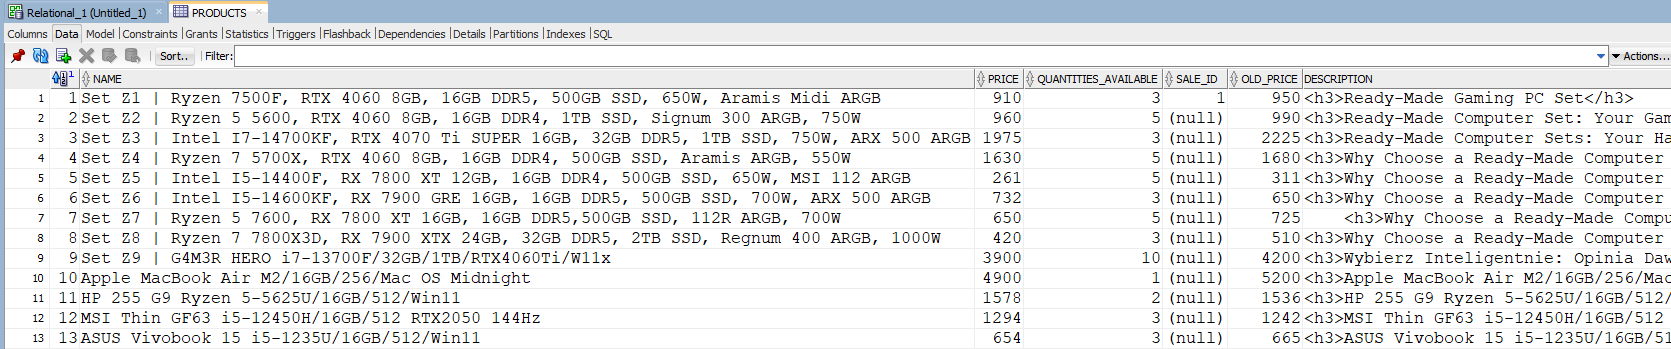 Relational_1 (Untitled_1) × PRODUCTS ×
Columns Data Model Constraints Grants Statistics Triggers Flashback Dependencies Details Partitions Indexes SQL
Sort.. Filter: Actions...
NAME PRICE QUANTITIES_AVAILABLE SALE_ID OLD_PRICE DESCRIPTION
1 1 Set Z1 | Ryzen 7500F, RTX 4060 8GB, 16GB DDR5, 500GB SSD, 650W, Aramis Midi ARGB 910 3 1 950 <h3>Ready-Made Gaming PC Set</h3>
2 2 Set Z2 | Ryzen 5 5600, RTX 4060 8GB, 16GB DDR4, 1TB SSD, Signum 300 ARGB, 750W 960 5 (null) 990 <h3>Ready-Made Computer Set: Your Gam
3 3 Set Z3 | Intel I7-14700KF, RTX 4070 Ti SUPER 16GB, 32GB DDR5, 1TB SSD, 750W, ARX 500 ARGB 1975 3 (null) 2225 <h3>Ready-Made Computer Sets: Your Ha
4 4 Set Z4 | Ryzen 7 5700X, RTX 4060 8GB, 16GB DDR4, 500GB SSD, Aramis ARGB, 550W 1630 5 (null) 1680 <h3>Why Choose a Ready-Made Computer
5 5 Set Z5 | Intel I5-14400F, RX 7800 XT 12GB, 16GB DDR4, 500GB SSD, 650W, MSI 112 ARGB 261 5 (null) 311 <h3>Why Choose a Ready-Made Computer
6 6 Set Z6 | Intel I5-14600KF, RX 7900 GRE 16GB, 16GB DDR5, 500GB SSD, 700W, ARX 500 ARGB 732 3 (null) 650 <h3>Why Choose a Ready-Made Computer
7 7 Set Z7 | Ryzen 5 7600, RX 7800 XT 16GB, 16GB DDR5,500GB SSD, 112R ARGB, 700W 650 5 (null) 725 <h3>Why Choose a Ready-Made Compu
8 8 Set Z8 | Ryzen 7 7800X3D, RX 7900 XTX 24GB, 32GB DDR5, 2TB SSD, Regnum 400 ARGB, 1000W 420 3 (null) 510 <h3>Why Choose a Ready-Made Computer
9 9 Set Z9 | G4M3R HERO i7-13700F/32GB/1TB/RTX4060Ti/W11x 3900 10 (null) 4200 <h3>Wybierz Inteligentnie: Opinia Daw
10 10 Apple MacBook Air M2/16GB/256/Mac OS Midnight 4900 1 (null) 5200 <h3>Apple MacBook Air M2/16GB/256/Mac
11 11 HP 255 G9 Ryzen 5-5625U/16GB/512/Win11 1578 2 (null) 1536 <h3>HP 255 G9 Ryzen 5-5625U/16GB/512/
12 12 MSI Thin GF63 i5-12450H/16GB/512 RTX2050 144Hz 1294 3 (null) 1242 <h3>MSI Thin GF63 i5-12450H/16GB/512
13 13 ASUS Vivobook 15 i5-1235U/16GB/512/Win11 654 3 (null) 665 <h3>ASUS Vivobook 15 i5-1235U/16GB/51